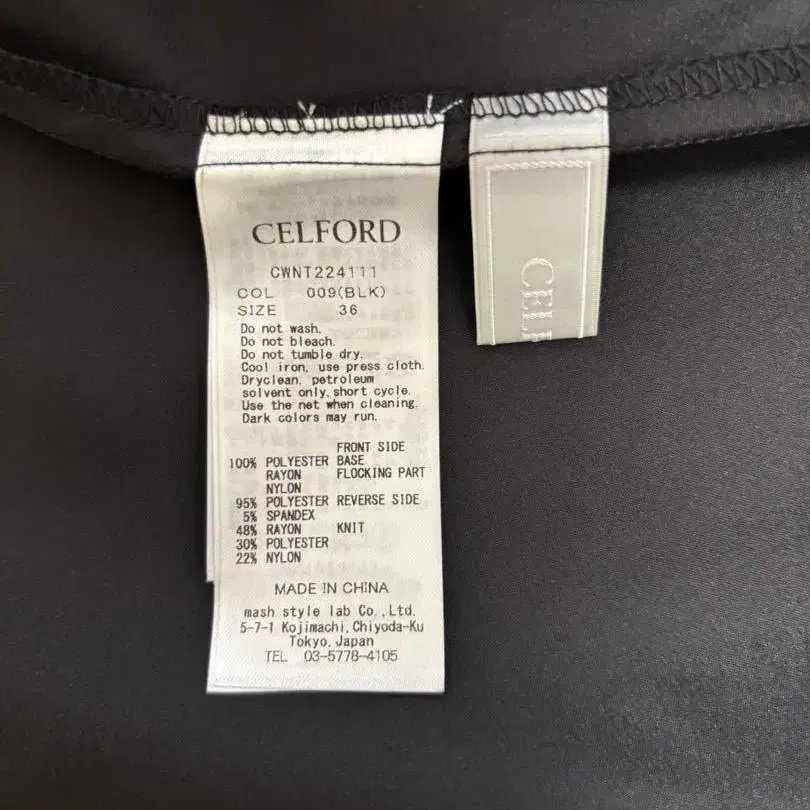 CELFORD
CWNT224111
COL 009(BLK)
SIZE 36
Do not wash.
Do not bleach.
Do not tumble dry.
Cool iron, use press cloth.
Dryclean, petroleum
solvent only, short cycle.
Use the net when cleaning.
Dark colors may run.
FRONT SIDE
100% POLYESTER BASE
RAYON FLOCKING PART
NYLON
95% POLYESTER REVERSE SIDE
5% SPANDEX
48% RAYON KNIT
30% POLYESTER
22% NYLON
MADE IN CHINA
mash style lab Co.,Ltd.
5-7-1 Kojimachi, Chiyoda-Ku
Tokyo, Japan
TEL 03-5778-4105
CELF